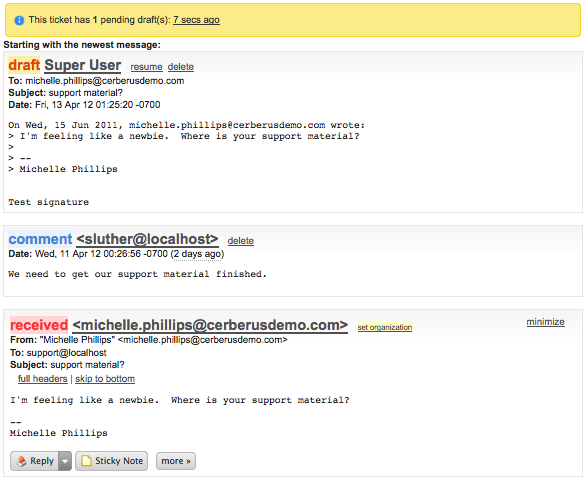 This ticket has 1 pending draft(s): 7 secs ago
Starting with the newest message:
draft Super User resume delete
To: michelle.phillips@cerberusdemo.com
Subject: support material?
Date: Fri, 13 Apr 12 01:25:20 -0700
On Wed, 15 Jun 2011, michelle.phillips@cerberusdemo.com wrote:
> I'm feeling like a newbie.  Where is your support material?
>
> --
> Michelle Phillips
Test signature
comment <sluther@localhost> delete
Date: Wed, 11 Apr 12 00:26:56 -0700 (2 days ago)
We need to get our support material finished.
received <michelle.phillips@cerberusdemo.com> set organization minimize
From: "Michelle Phillips" <michelle.phillips@cerberusdemo.com>
To: support@localhost
Subject: support material?
full headers | skip to bottom
I'm feeling like a newbie.  Where is your support material?
--
Michelle Phillips
Reply Sticky Note more »